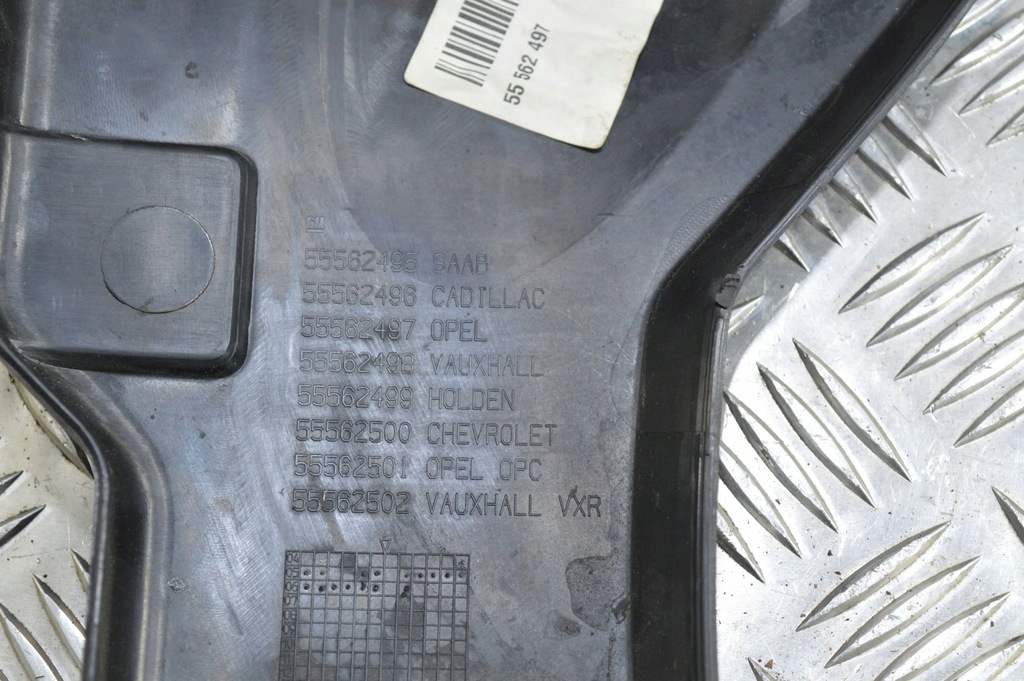 55 562 497
GM
55562495 SAAB
55562496 CADILLAC
55562497 OPEL
55562498 VAUXHALL
55562499 HOLDEN
55562500 CHEVROLET
55562501 OPEL OPC
55562502 VAUXHALL VXR